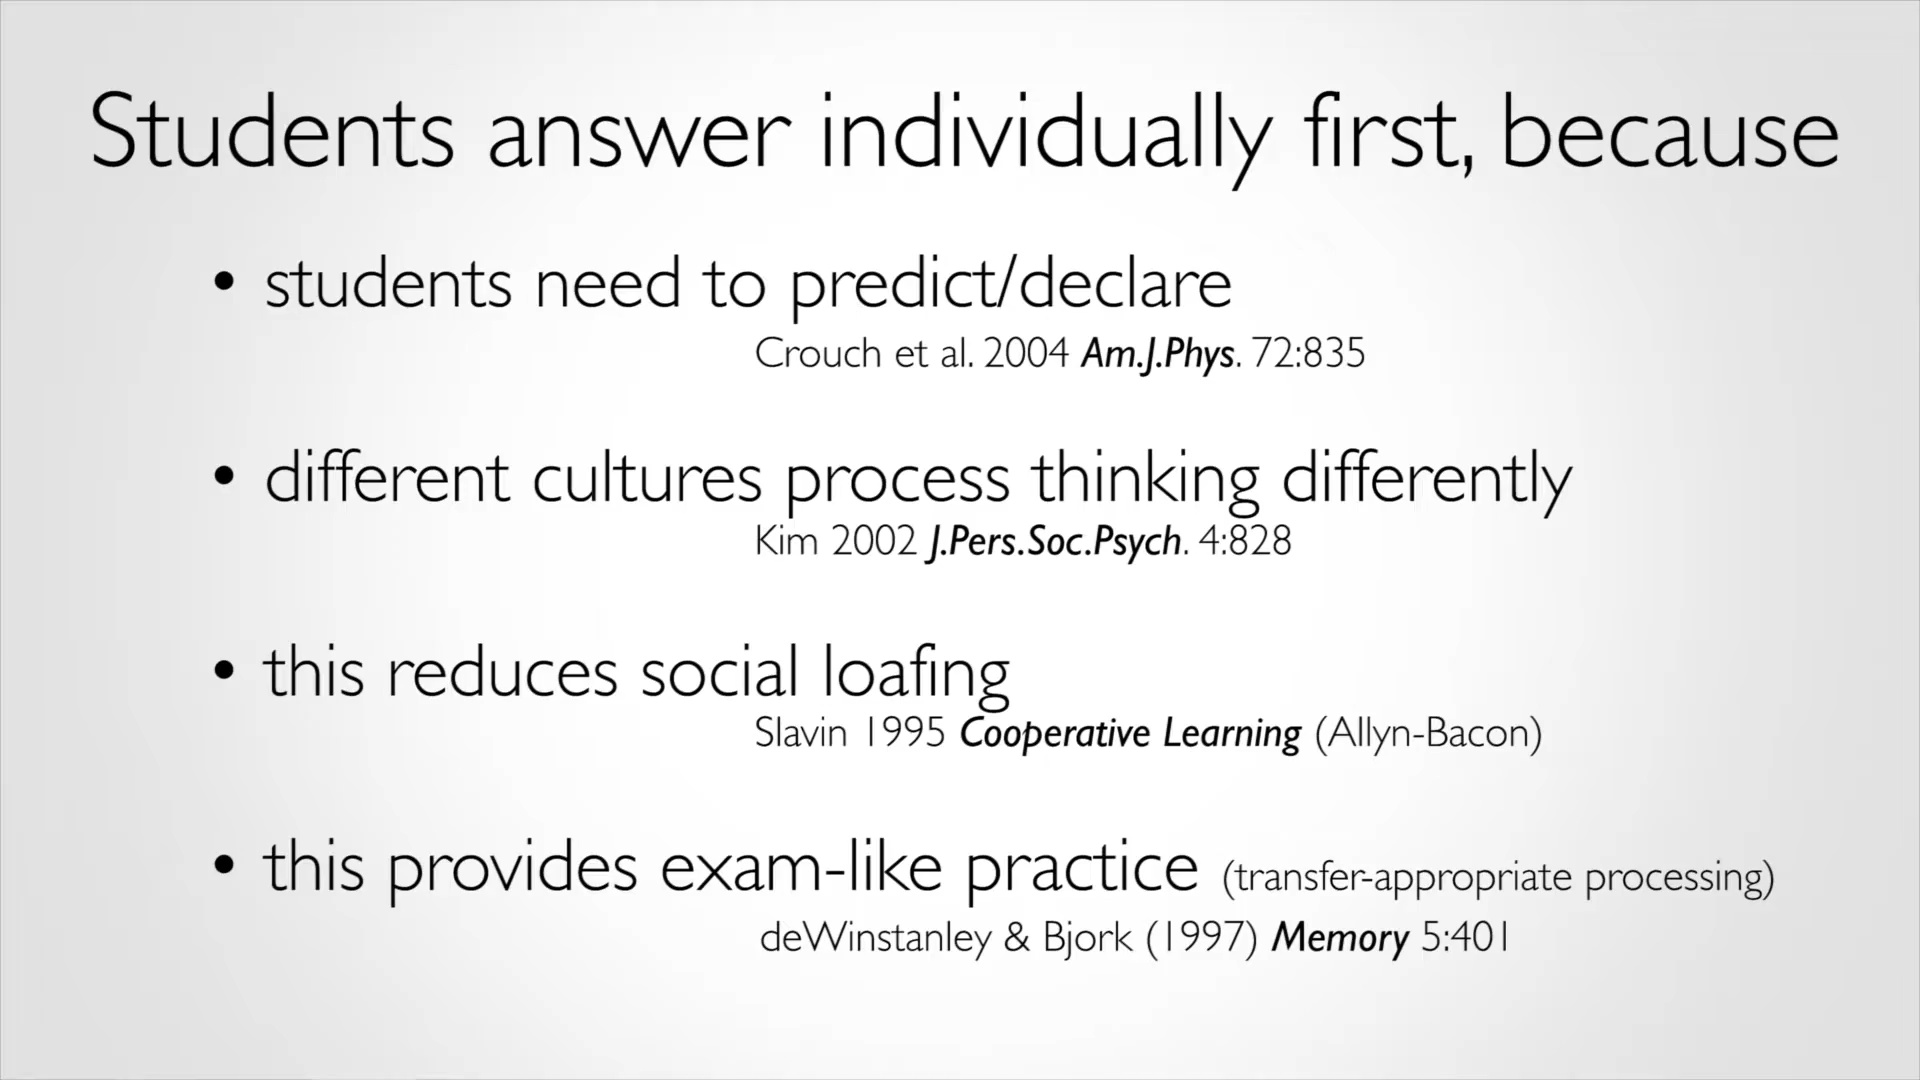 Students answer individually first, because
• students need to predict/declare
Crouch et al. 2004 Am.J.Phys. 72:835
• different cultures process thinking differently
Kim 2002 J.Pers.Soc.Psych. 4:828
• this reduces social loafing
Slavin 1995 Cooperative Learning (Allyn-Bacon)
• this provides exam-like practice (transfer-appropriate processing)
deWinstanley & Bjork (1997) Memory 5:401